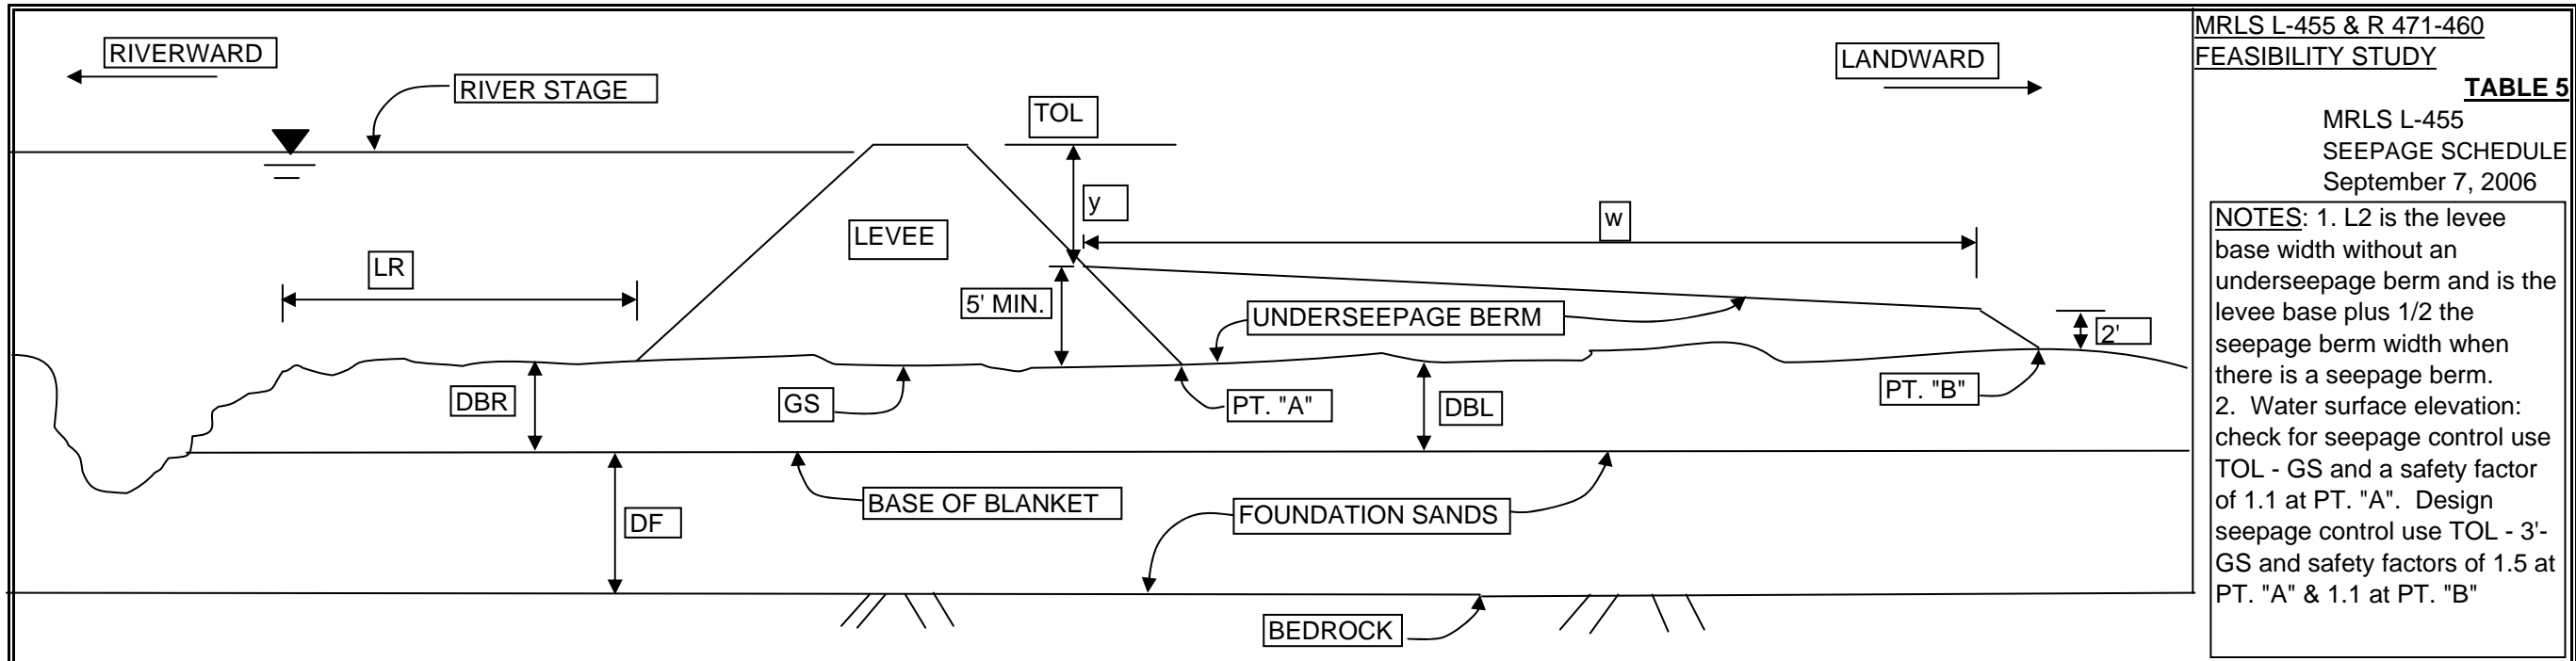 RIVERWARD
RIVER STAGE
TOL
LANDWARD
y
w
LEVEE
LR
5' MIN.
UNDERSEEPAGE BERM
2'
DBR
GS
PT. "A"
DBL
PT. "B"
BASE OF BLANKET
DF
FOUNDATION SANDS
BEDROCK
MRLS L-455 & R 471-460
FEASIBILITY STUDY
TABLE 5
MRLS L-455
SEEPAGE SCHEDULE
September 7, 2006
NOTES: 1. L2 is the levee
base width without an
underseepage berm and is the
levee base plus 1/2 the
seepage berm width when
there is a seepage berm.
2. Water surface elevation:
check for seepage control use
TOL - GS and a safety factor
of 1.1 at PT. "A". Design
seepage control use TOL - 3'-
GS and safety factors of 1.5 at
PT. "A" & 1.1 at PT. "B"